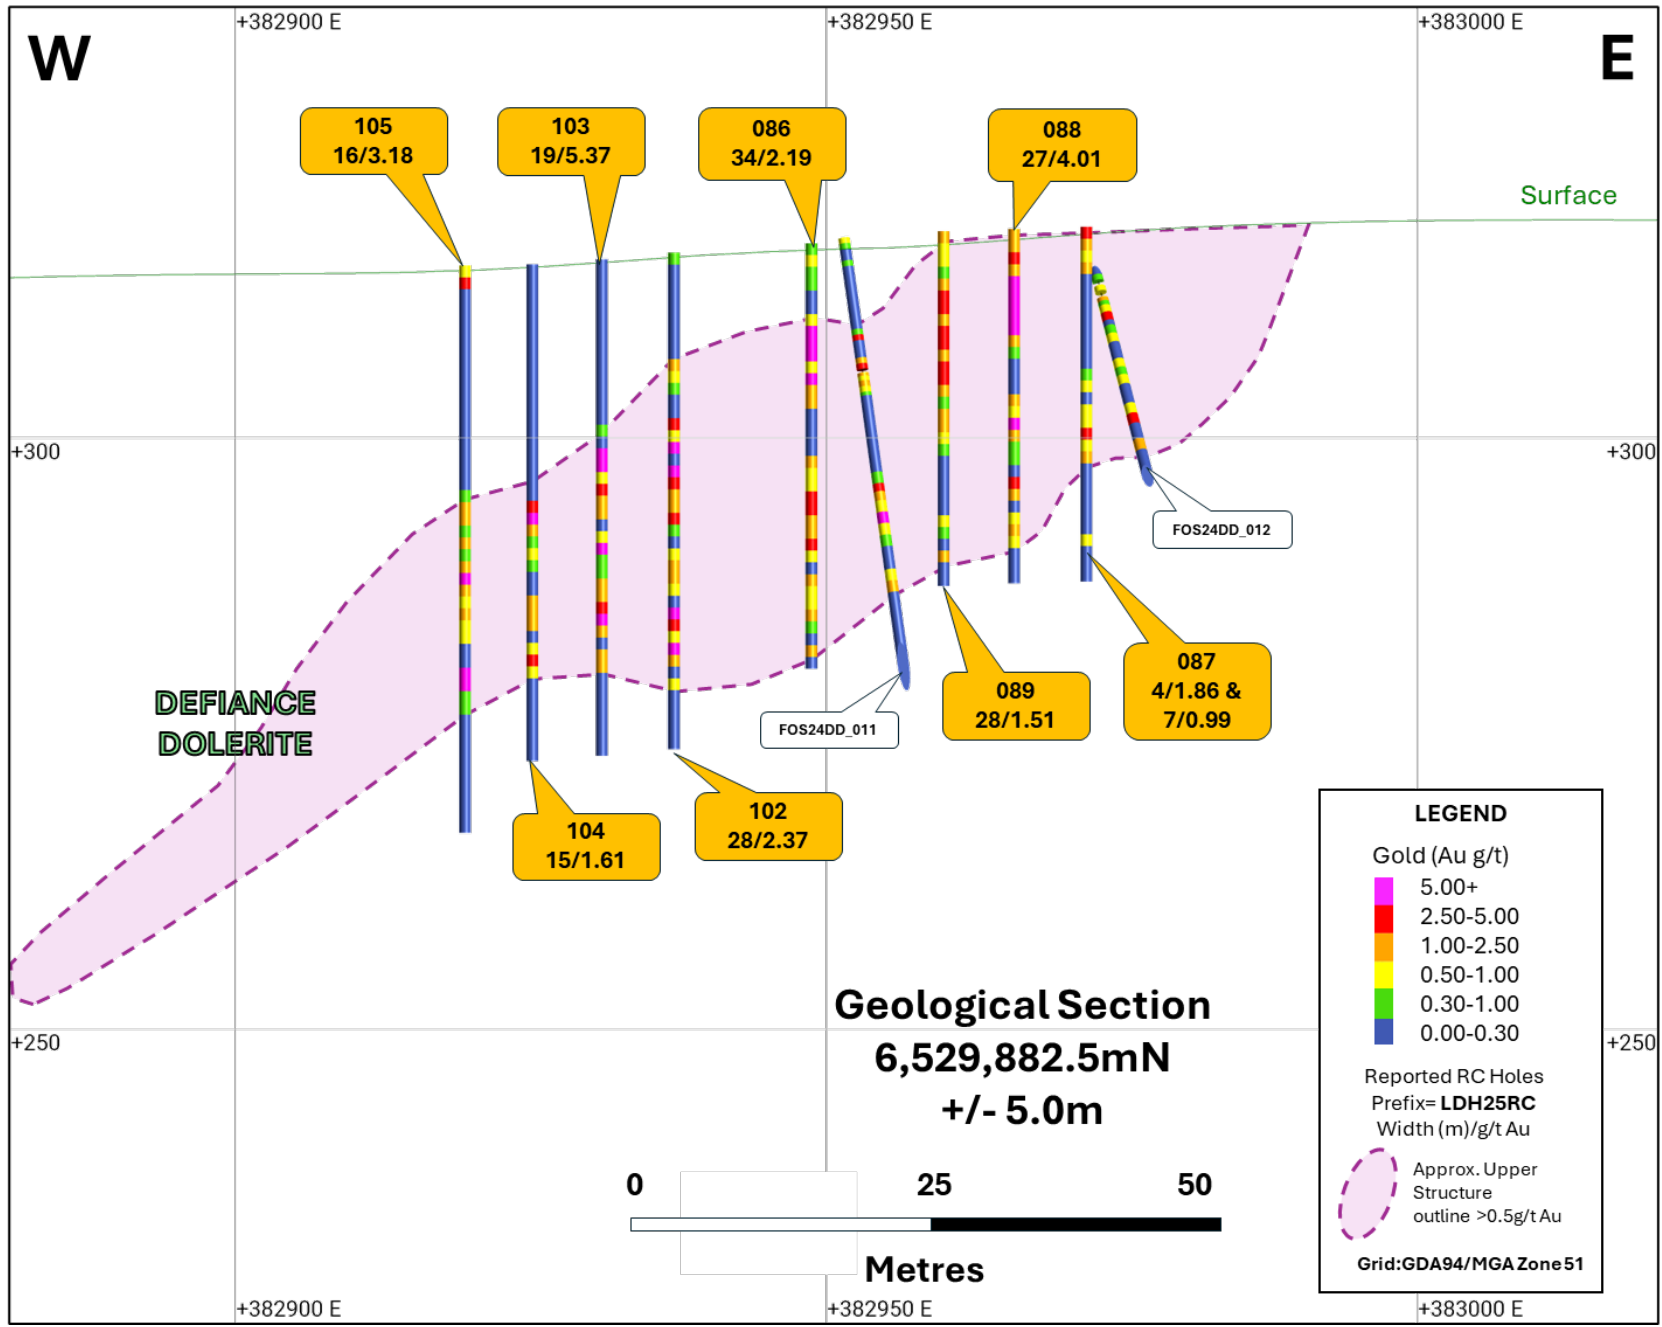 +382900 E
+382950 E
+383000 E
W
E
105
16/3.18
103
19/5.37
086
34/2.19
088
27/4.01
Surface
+300
+300
FOS24DD_012
087
4/1.86 &
7/0.99
089
28/1.51
FOS24DD_011
DEFIANCE
DOLERITE
102
28/2.37
104
15/1.61
LEGEND
Gold (Au g/t)
5.00+
2.50-5.00
1.00-2.50
0.50-1.00
0.30-1.00
0.00-0.30
Reported RC Holes
Prefix= LDH25RC
Width (m)/g/t Au
Approx. Upper
Structure
outline >0.5g/t Au
Grid:GDA94/MGA Zone 51
Geological Section
6,529,882.5mN
+/- 5.0m
+250
+250
0
25
50
Metres
+382900 E
+382950 E
+383000 E